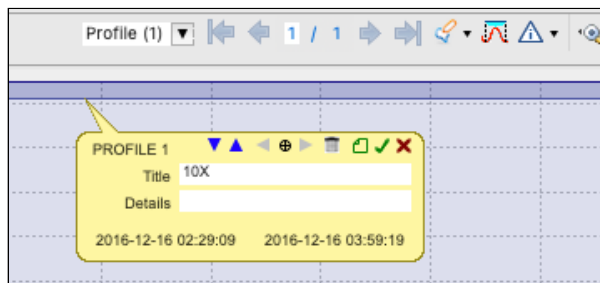 Profile (1) 1 / 1
PROFILE 1
Title 10X
Details
2016-12-16 02:29:09 2016-12-16 03:59:19